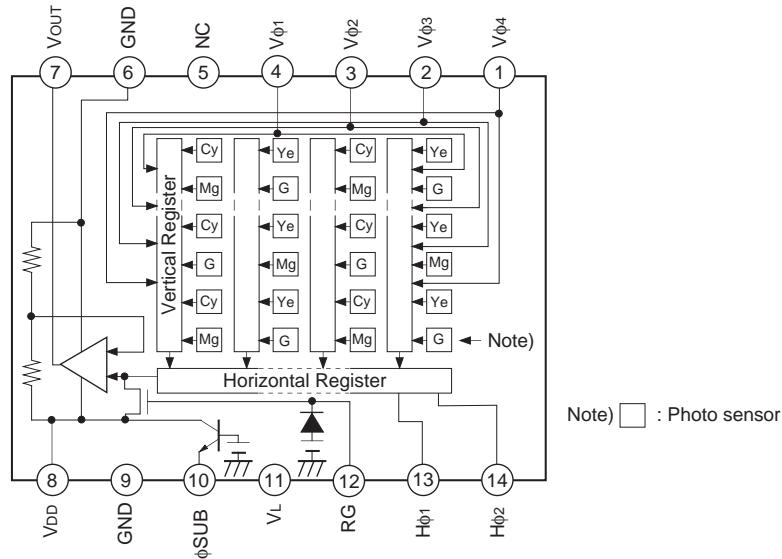 VOUT GND NC Vϕ1 Vϕ2 Vϕ3 Vϕ4
7 6 5 4 3 2 1
Cy Ye Cy Ye
Mg G Mg G
Cy Ye Cy Ye
G Mg G Mg
Cy Ye Cy Ye
Mg G Mg G
Vertical Register
Note)
Horizontal Register
Note) : Photo sensor
8 9 10 11 12 13 14
VDD GND ϕSUB VL RG Hϕ1 Hϕ2